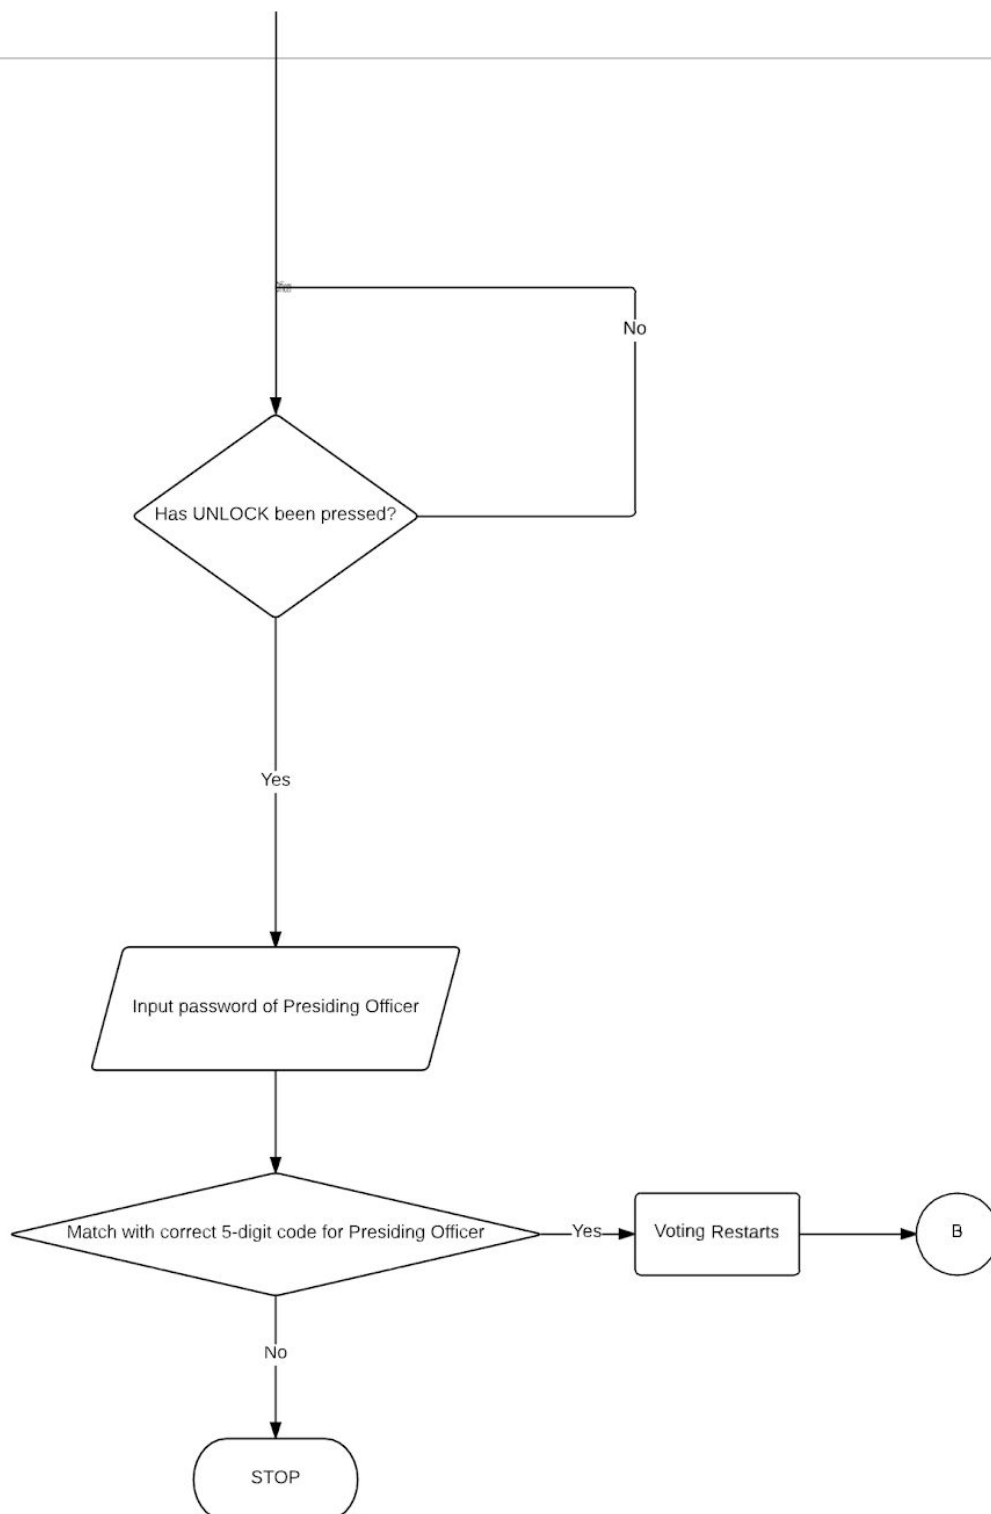 No
Has UNLOCK been pressed?
Yes
Input password of Presiding Officer
Match with correct 5-digit code for Presiding Officer
Yes
Voting Restarts
B
No
STOP